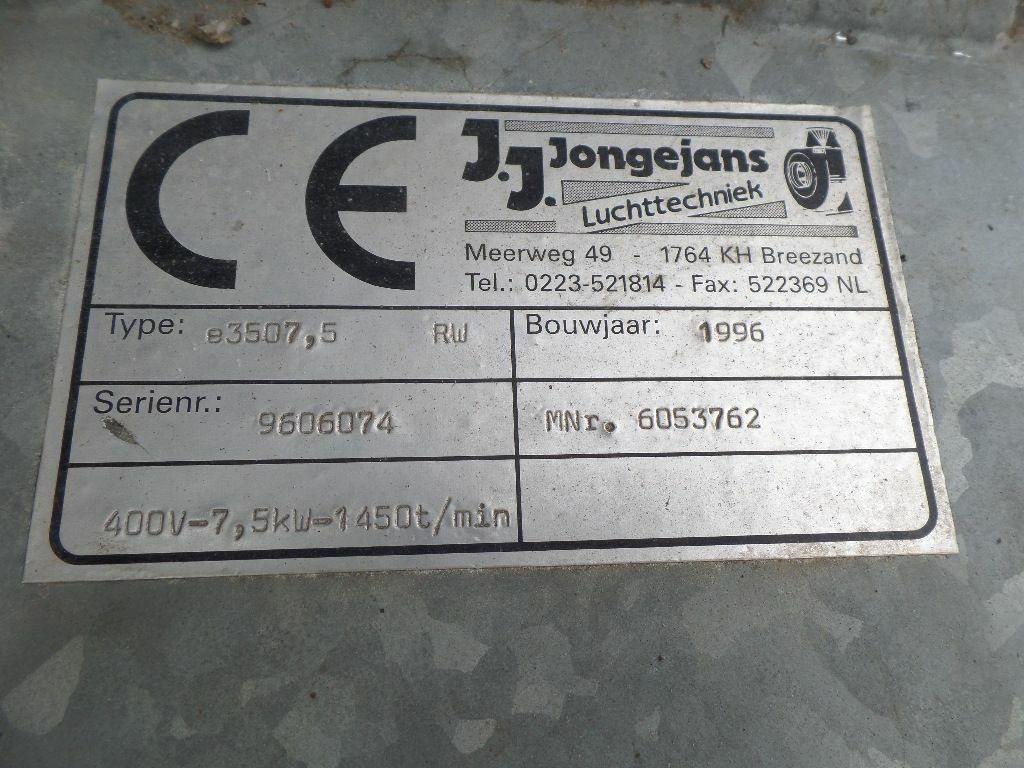 CE
J.J. Jongejans
Luchttechniek
Meerweg 49 - 1764 KH Breezand
Tel.: 0223-521814 - Fax: 522369 NL
Type: e3507,5 RW
Bouwjaar: 1996
Serienr.: 9606074
MNr. 6053762
400V-7,5kW-1450t/min